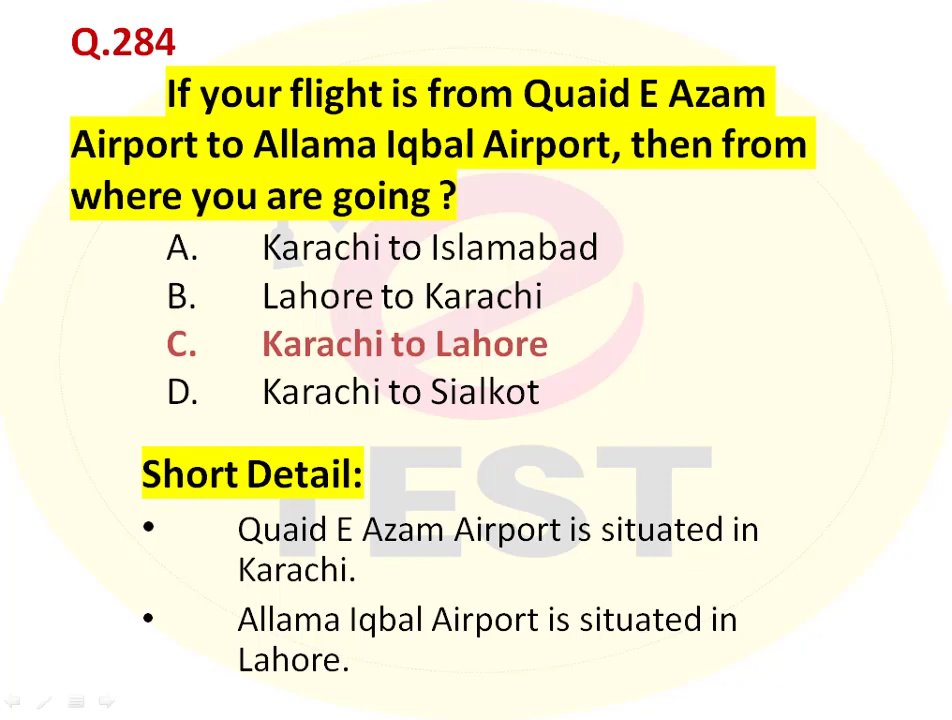 Q.284
If your flight is from Quaid E Azam
Airport to Allama Iqbal Airport, then from
where you are going ?
A. Karachi to Islamabad
B. Lahore to Karachi
C. Karachi to Lahore
D. Karachi to Sialkot
Short Detail:
• Quaid E Azam Airport is situated in
Karachi.
• Allama Iqbal Airport is situated in
Lahore.
e
TEST